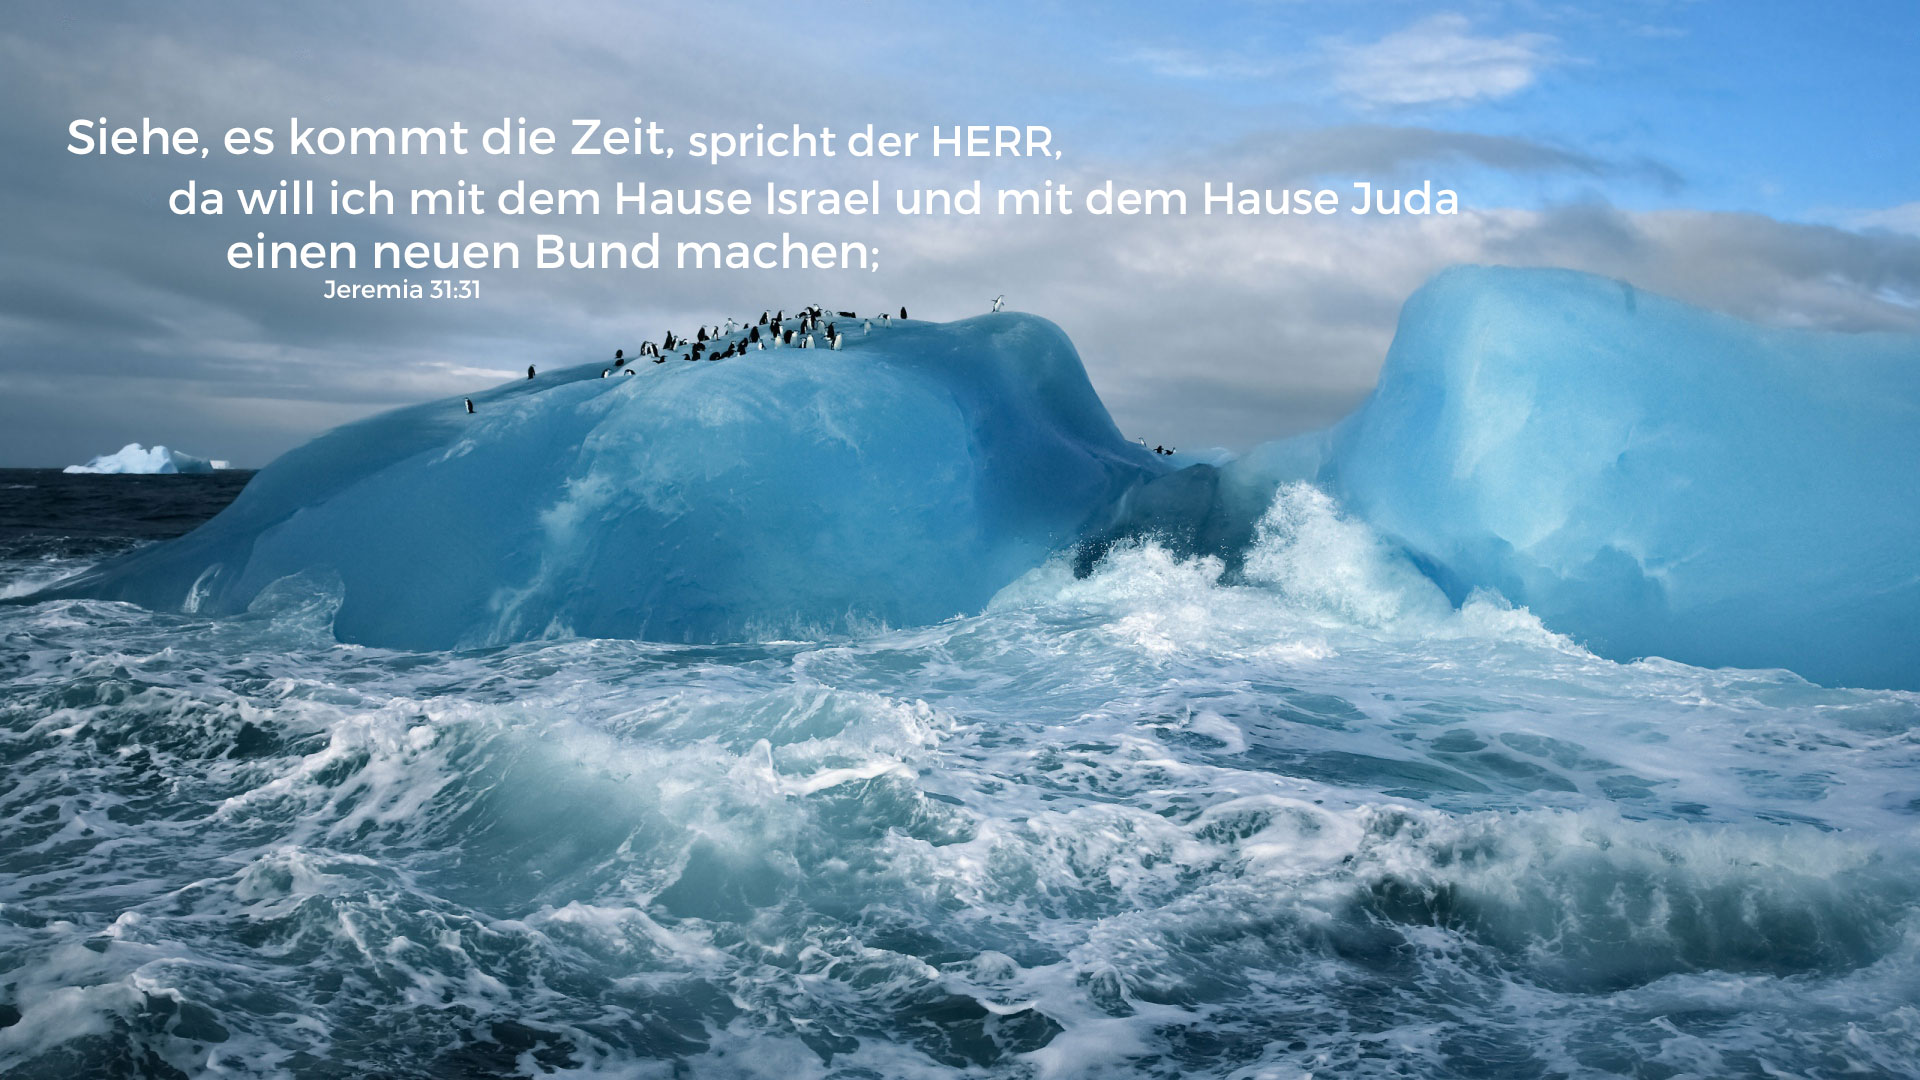 Siehe, es kommt die Zeit, spricht der HERR,
da will ich mit dem Hause Israel und mit dem Hause Juda
einen neuen Bund machen;
Jeremia 31:31